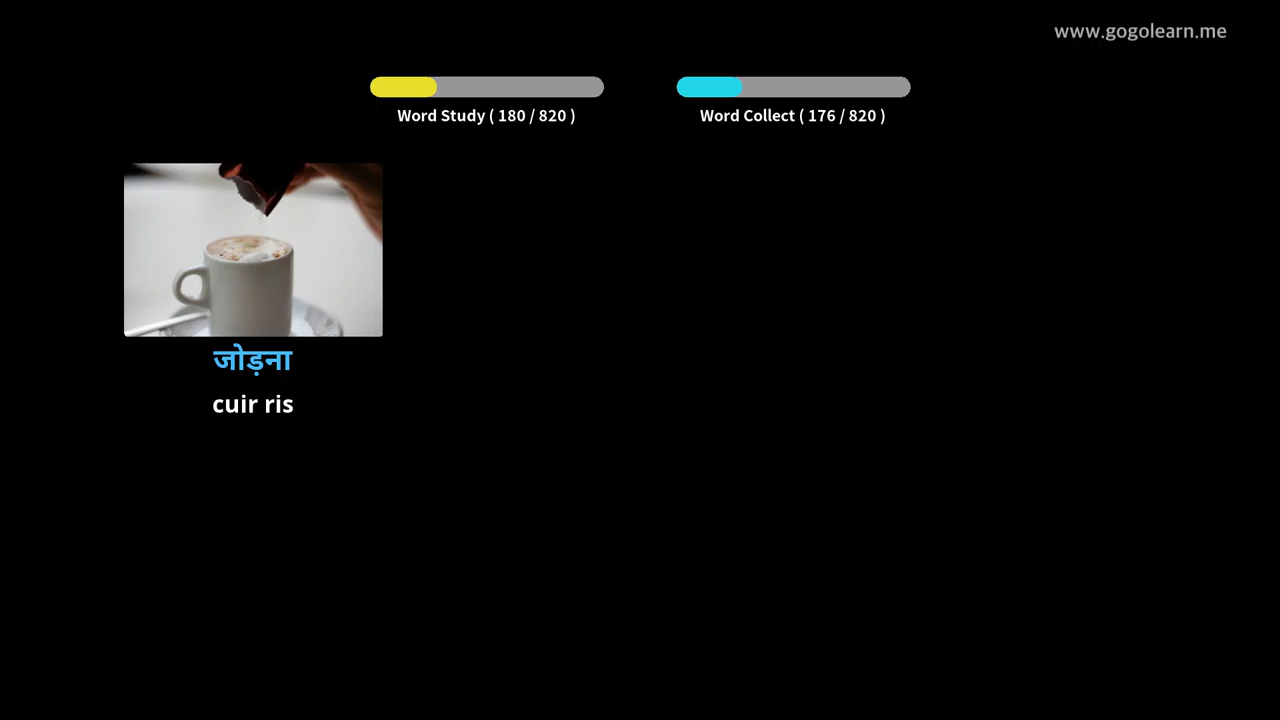 www.gogolearn.me
Word Study ( 180 / 820 )
Word Collect ( 176 / 820 )
जोड़ना
cuir ris